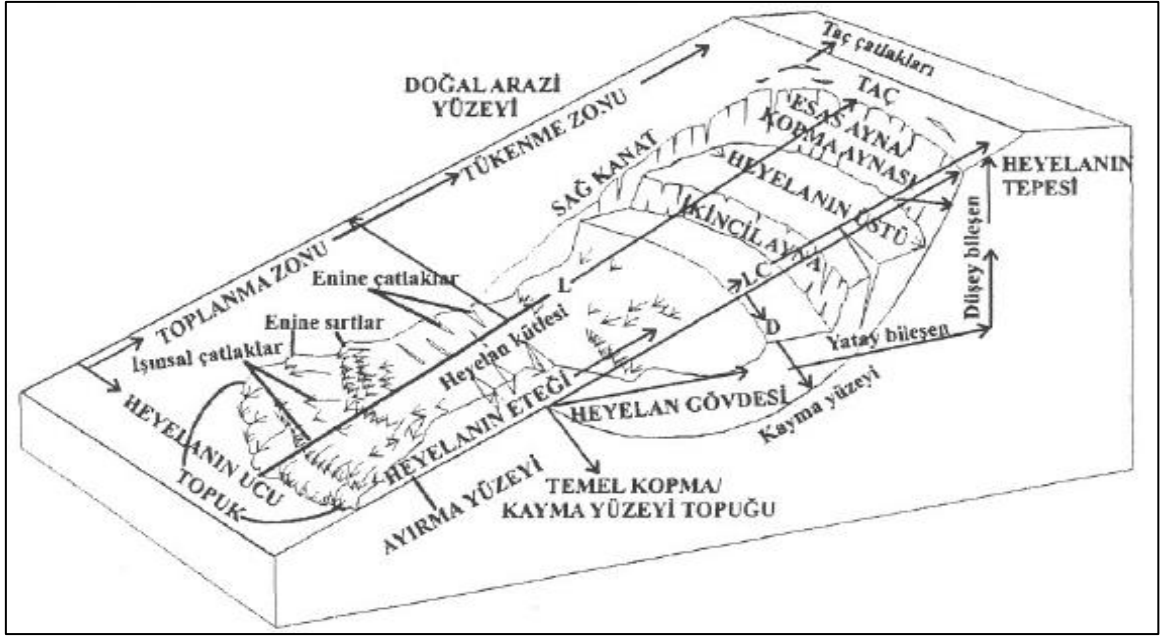 Taç çatlakları
DOĞAL ARAZİ
YÜZEYİ
TAÇ
ESAS AYNA/
KOPMA AYNASI
TÜKENME ZONU
SAĞ KANAT
HEYELANIN
TEPESİ
HEYELANIN ÜSTÜ
İKİNCİL AYNA
Düşey bileşen
TOPLANMA ZONU
Enine çatlaklar
L
LC
Enine sırtlar
Heyelan kütlesi
D
Yatay bileşen
Işınsal çatlaklar
HEYELANIN ETEĞİ
HEYELAN GÖVDESİ
Kayma yüzeyi
HEYELANIN UCU
TOPUK
AYIRMA YÜZEYİ
TEMEL KOPMA/
KAYMA YÜZEYİ TOPUĞU